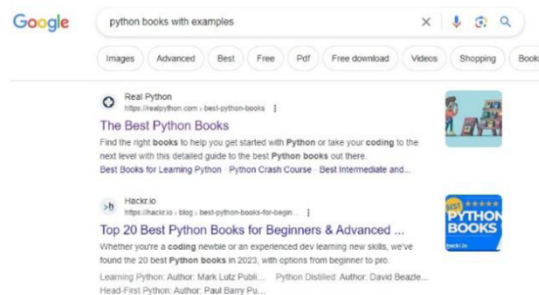 Google
python books with examples
Images Advanced Best Free Pdf Free download Videos Shopping Books
Real Python
https://realpython.com › best-python-books
The Best Python Books
Find the right books to help you get started with Python or take your coding to the
next level with this detailed guide to the best Python books out there.
Best Books for Learning Python · Python Crash Course · Best Intermediate and...
Hackr.io
https://hackr.io › blog › best-python-books-for-begin...
Top 20 Best Python Books for Beginners & Advanced ...
Whether you're a coding newbie or an experienced dev learning new skills, we've
found the 20 best Python books in 2023, with options from beginner to pro.
Learning Python: Author: Mark Lutz Publi... Python Distilled: Author: David Beazle...
Head-First Python: Author: Paul Barry Pu...
BEST
PYTHON
BOOKS
hackr.io